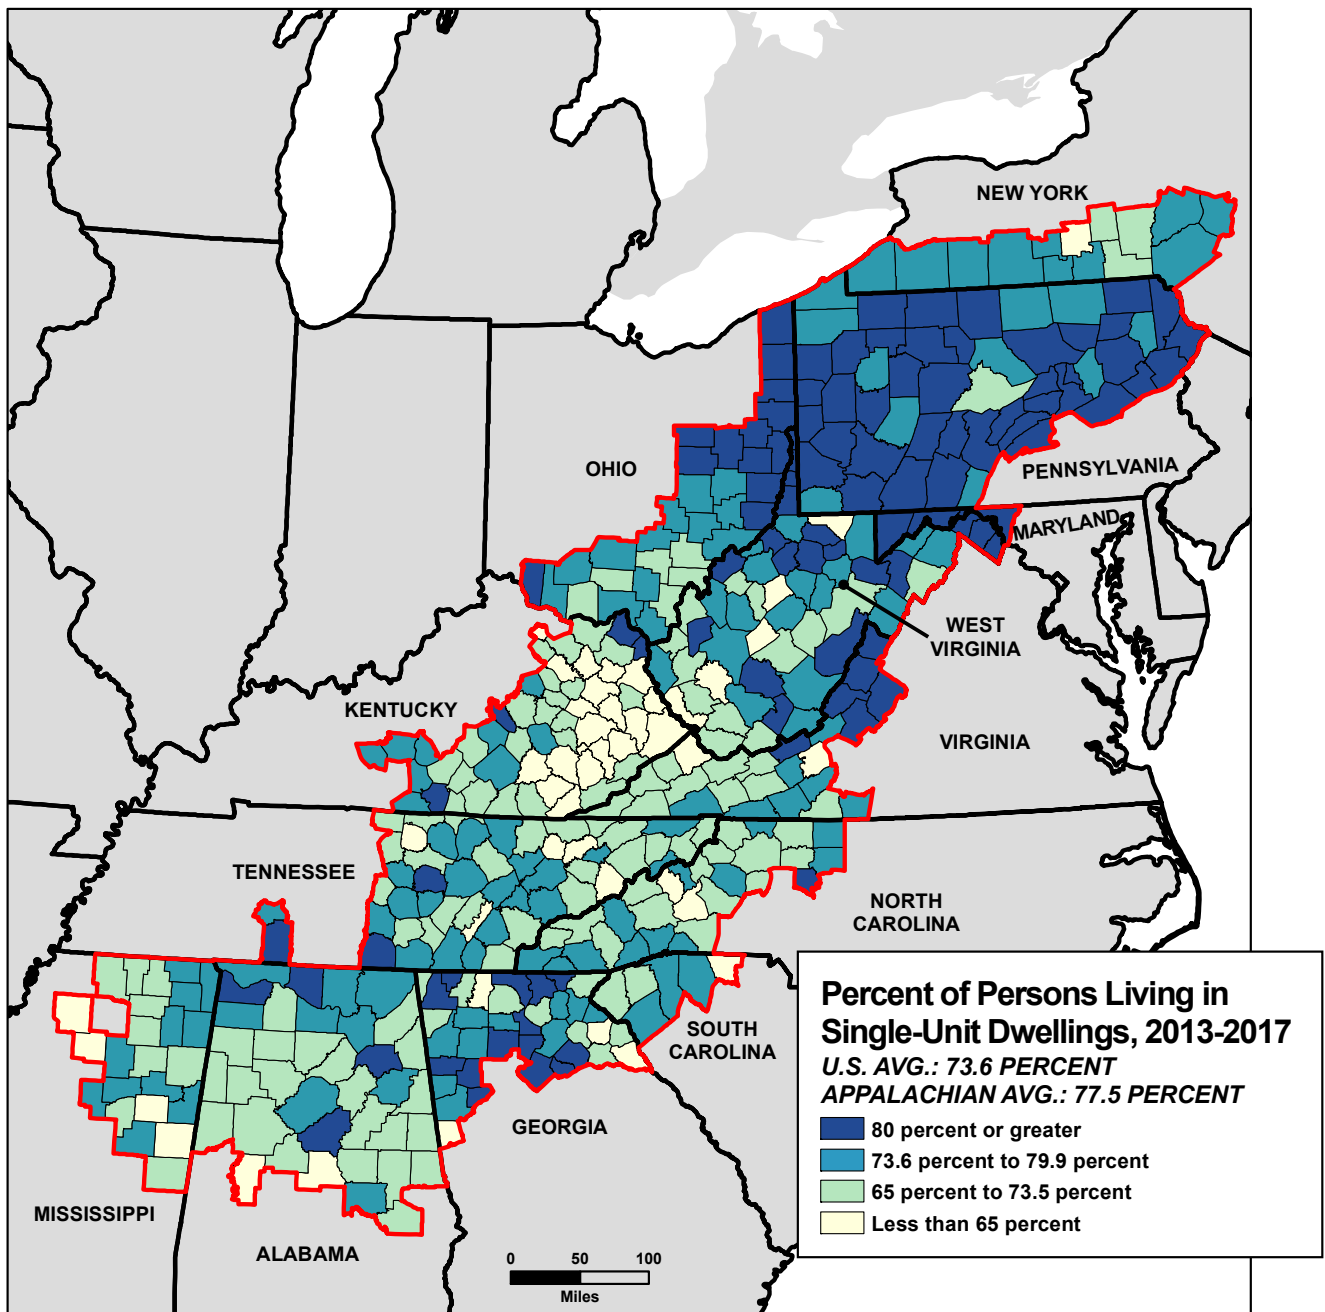 NEW YORK
OHIO
PENNSYLVANIA
MARYLAND
WEST
VIRGINIA
KENTUCKY
VIRGINIA
TENNESSEE
NORTH
CAROLINA
SOUTH
CAROLINA
GEORGIA
MISSISSIPPI
ALABAMA
Percent of Persons Living in
Single-Unit Dwellings, 2013-2017
U.S. AVG.: 73.6 PERCENT
APPALACHIAN AVG.: 77.5 PERCENT
80 percent or greater
73.6 percent to 79.9 percent
65 percent to 73.5 percent
Less than 65 percent
0 50 100
Miles